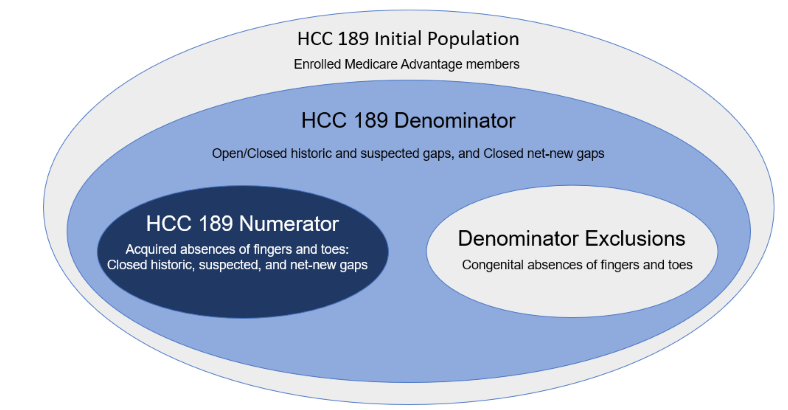 HCC 189 Initial Population
Enrolled Medicare Advantage members
HCC 189 Denominator
Open/Closed historic and suspected gaps, and Closed net-new gaps
HCC 189 Numerator
Acquired absences of fingers and toes:
Closed historic, suspected, and net-new gaps
Denominator Exclusions
Congenital absences of fingers and toes